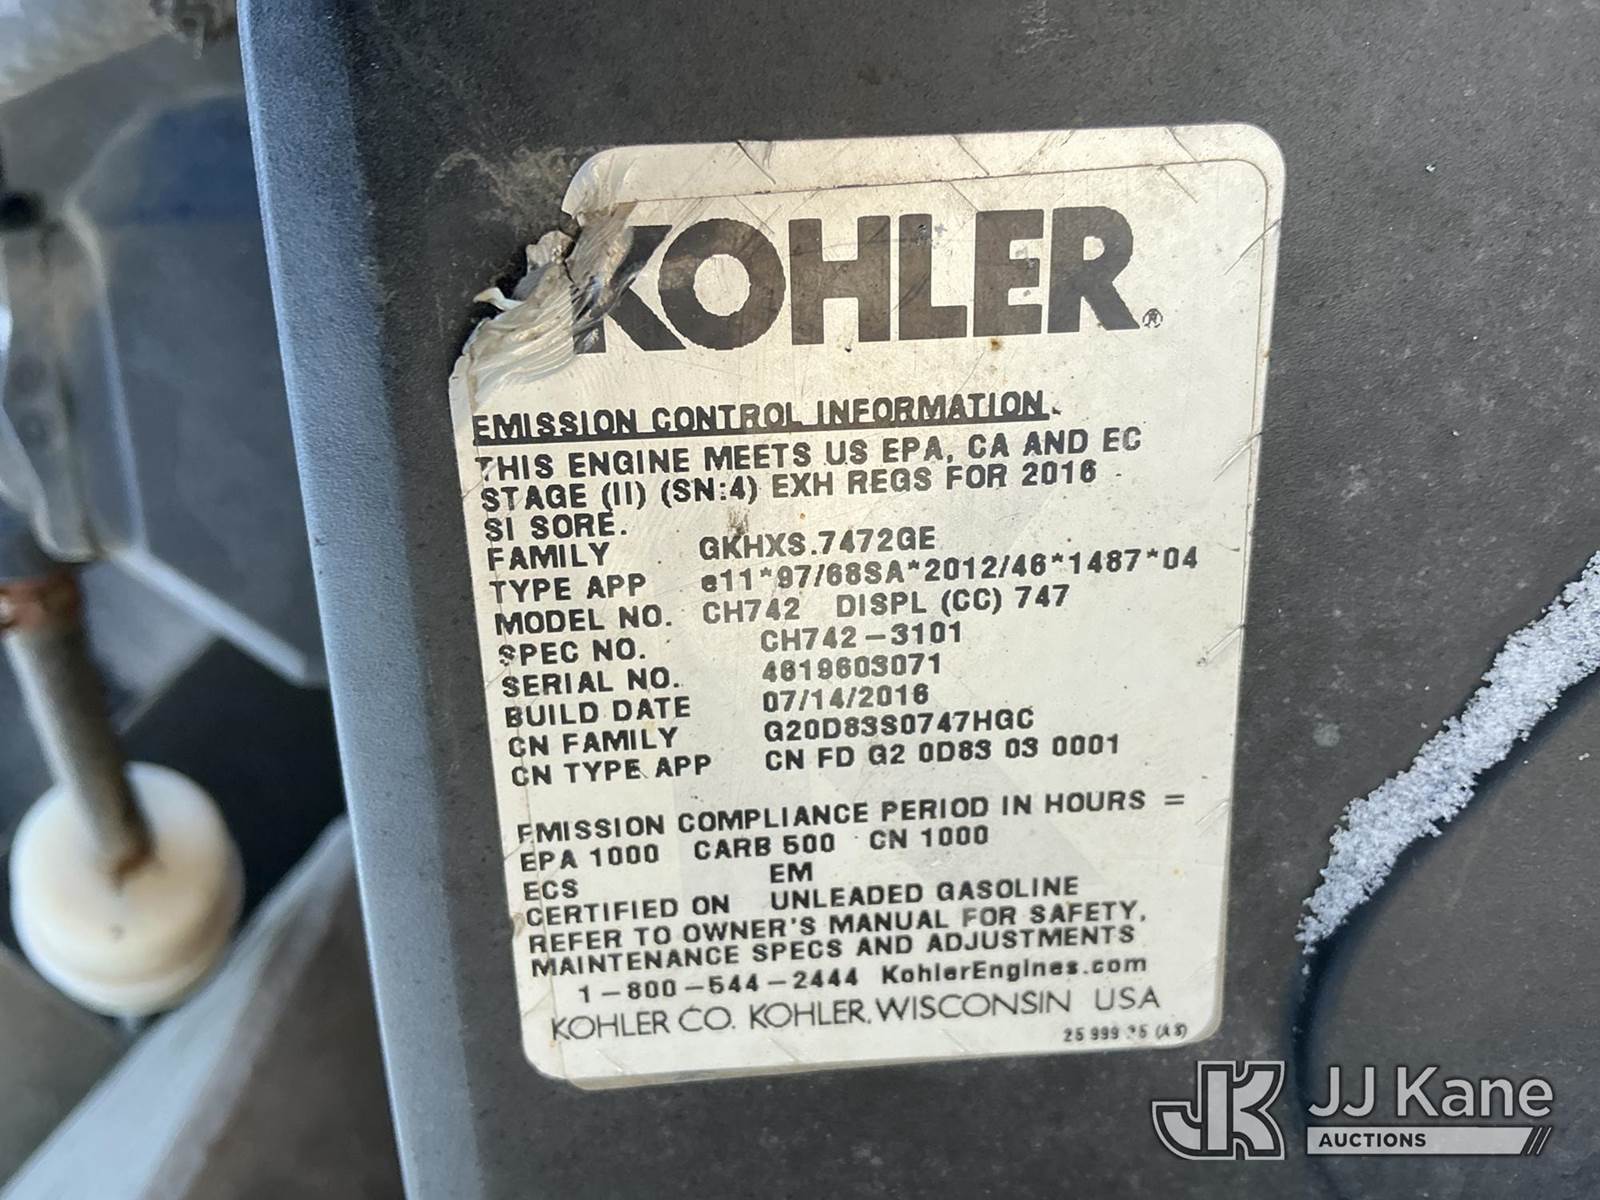 KOHLER®
EMISSION CONTROL INFORMATION
THIS ENGINE MEETS US EPA, CA AND EC
STAGE (II) (SN:4) EXH REGS FOR 2016
SI SORE.
FAMILY GKHXS.7472GE
TYPE APP e11*97/68SA*2012/46*1487*04
MODEL NO. CH742 DISPL (CC) 747
SPEC NO. CH742-3101
SERIAL NO. 4619603071
BUILD DATE 07/14/2016
CN FAMILY G20D83S0747HGC
CN TYPE APP CN FD G2 0D83 03 0001
EMISSION COMPLIANCE PERIOD IN HOURS =
EPA 1000 CARB 500 CN 1000
ECS EM
CERTIFIED ON UNLEADED GASOLINE
REFER TO OWNER'S MANUAL FOR SAFETY,
MAINTENANCE SPECS AND ADJUSTMENTS
1-800-544-2444 KohlerEngines.com
KOHLER CO. KOHLER, WISCONSIN USA
25 999
JK JJ Kane
AUCTIONS